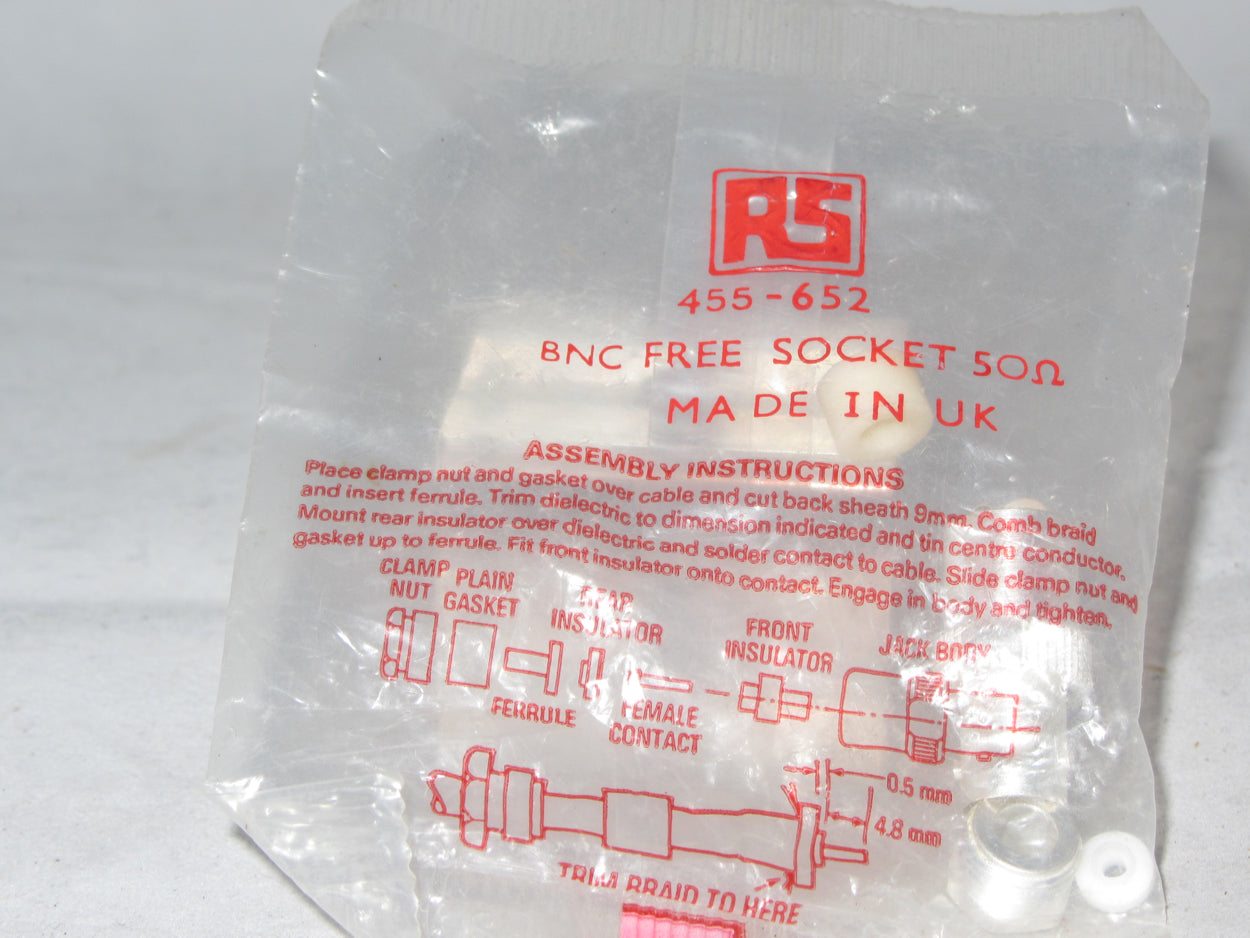 RS
455-652
BNC FREE SOCKET 50Ω
MADE IN UK
ASSEMBLY INSTRUCTIONS
Place clamp nut and gasket over cable and cut back sheath 9mm. Comb braid
and insert ferrule. Trim dielectric to dimension indicated and tin centre conductor.
Mount rear insulator over dielectric and solder contact to cable. Slide clamp nut and
gasket up to ferrule. Fit front insulator onto contact. Engage in body and tighten.
CLAMP
NUT
PLAIN
GASKET
REAR
INSULATOR
FRONT
INSULATOR
JACK BODY
FERRULE
FEMALE
CONTACT
0.5 mm
4.8 mm
TRIM BRAID TO HERE